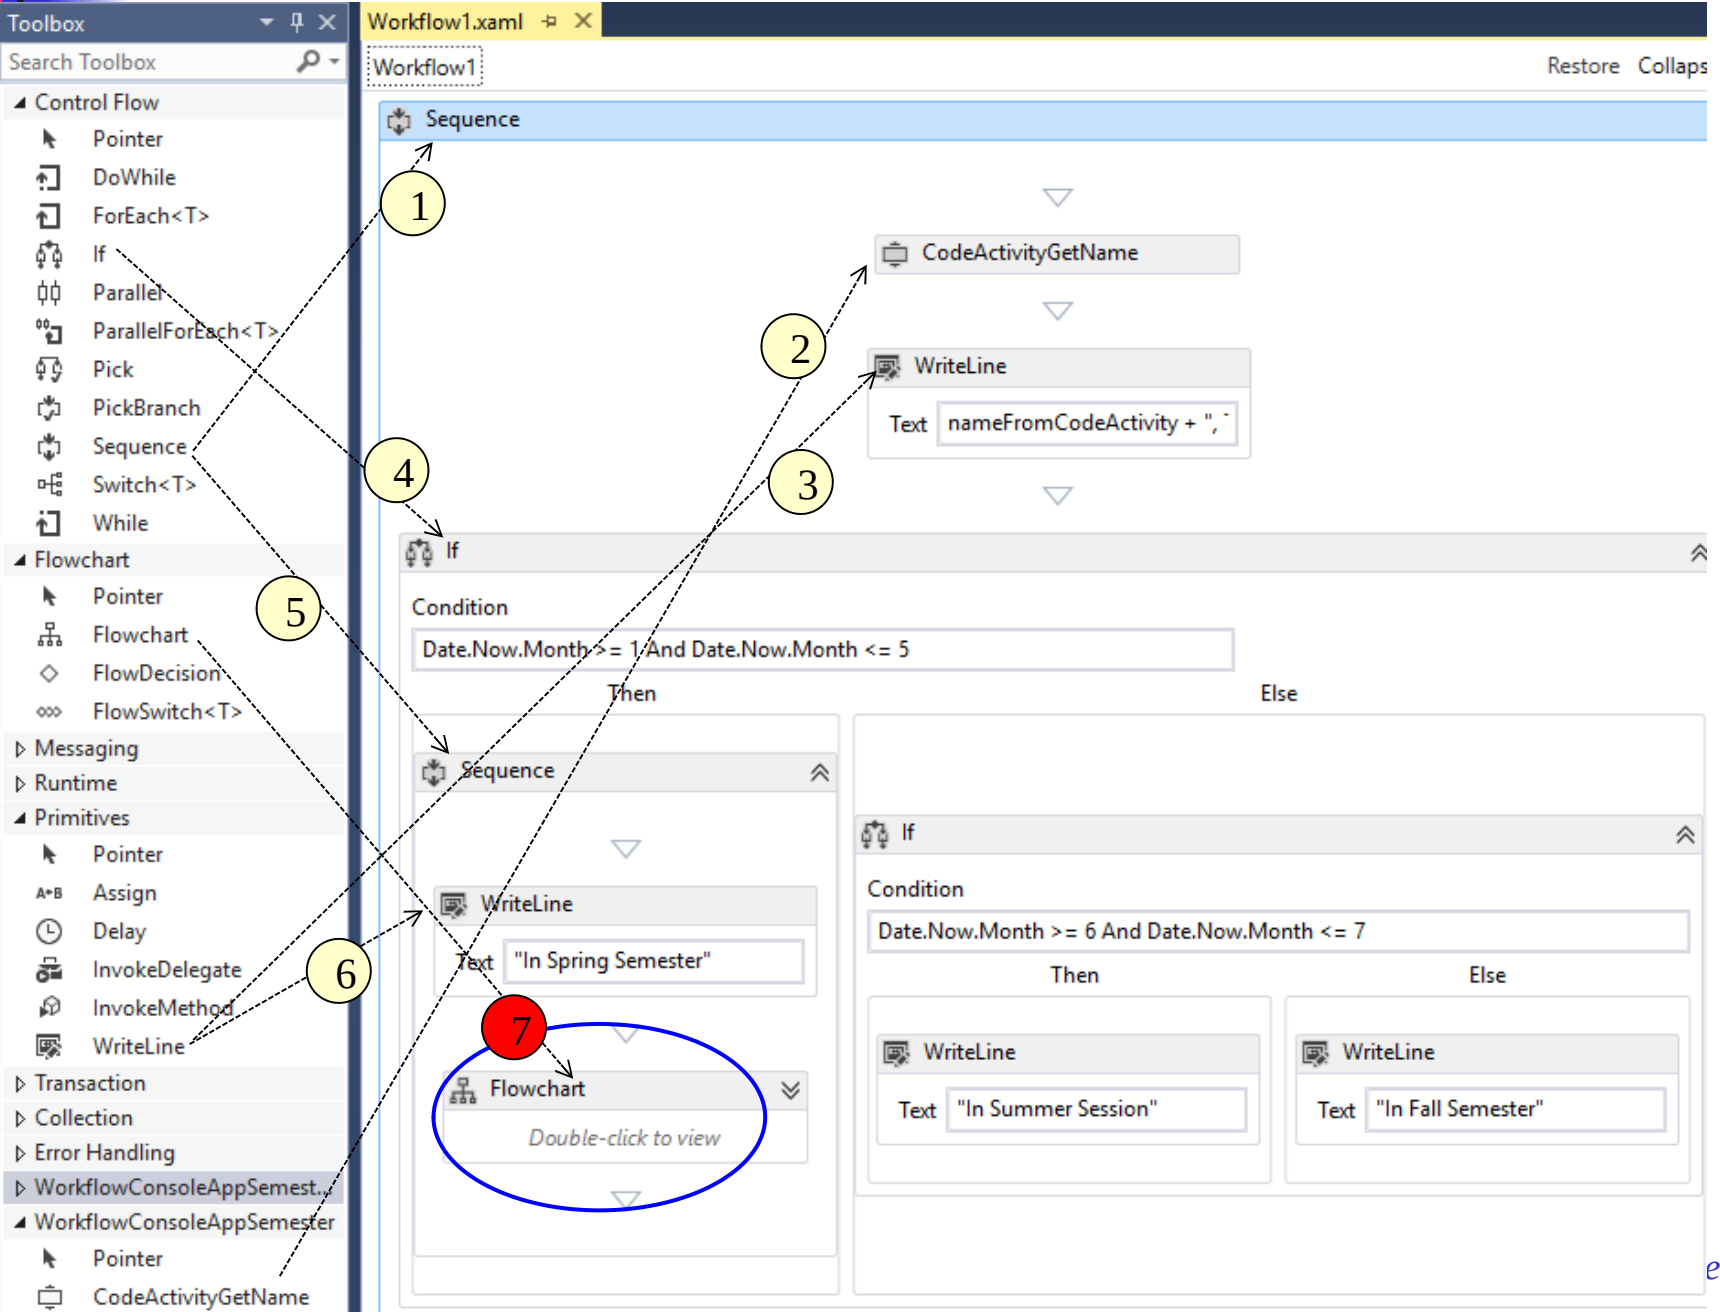 Toolbox
Search Toolbox
Control Flow
Pointer
DoWhile
ForEach<T>
If
Parallel
ParallelForEach<T>
Pick
PickBranch
Sequence
Switch<T>
While
Flowchart
Pointer
Flowchart
FlowDecision
FlowSwitch<T>
Messaging
Runtime
Primitives
Pointer
Assign
Delay
InvokeDelegate
InvokeMethod
WriteLine
Transaction
Collection
Error Handling
WorkflowConsoleAppSemest...
WorkflowConsoleAppSemester
Pointer
CodeActivityGetName
Workflow1.xaml
Workflow1
Restore Collaps
Sequence
1
CodeActivityGetName
2
WriteLine
Text nameFromCodeActivity + ",
3
4
If
Condition
Date.Now.Month >= 1 And Date.Now.Month <= 5
5
Then
Else
Sequence
WriteLine
Text "In Spring Semester"
6
7
Flowchart
Double-click to view
If
Condition
Date.Now.Month >= 6 And Date.Now.Month <= 7
Then
Else
WriteLine
Text "In Summer Session"
WriteLine
Text "In Fall Semester"
e